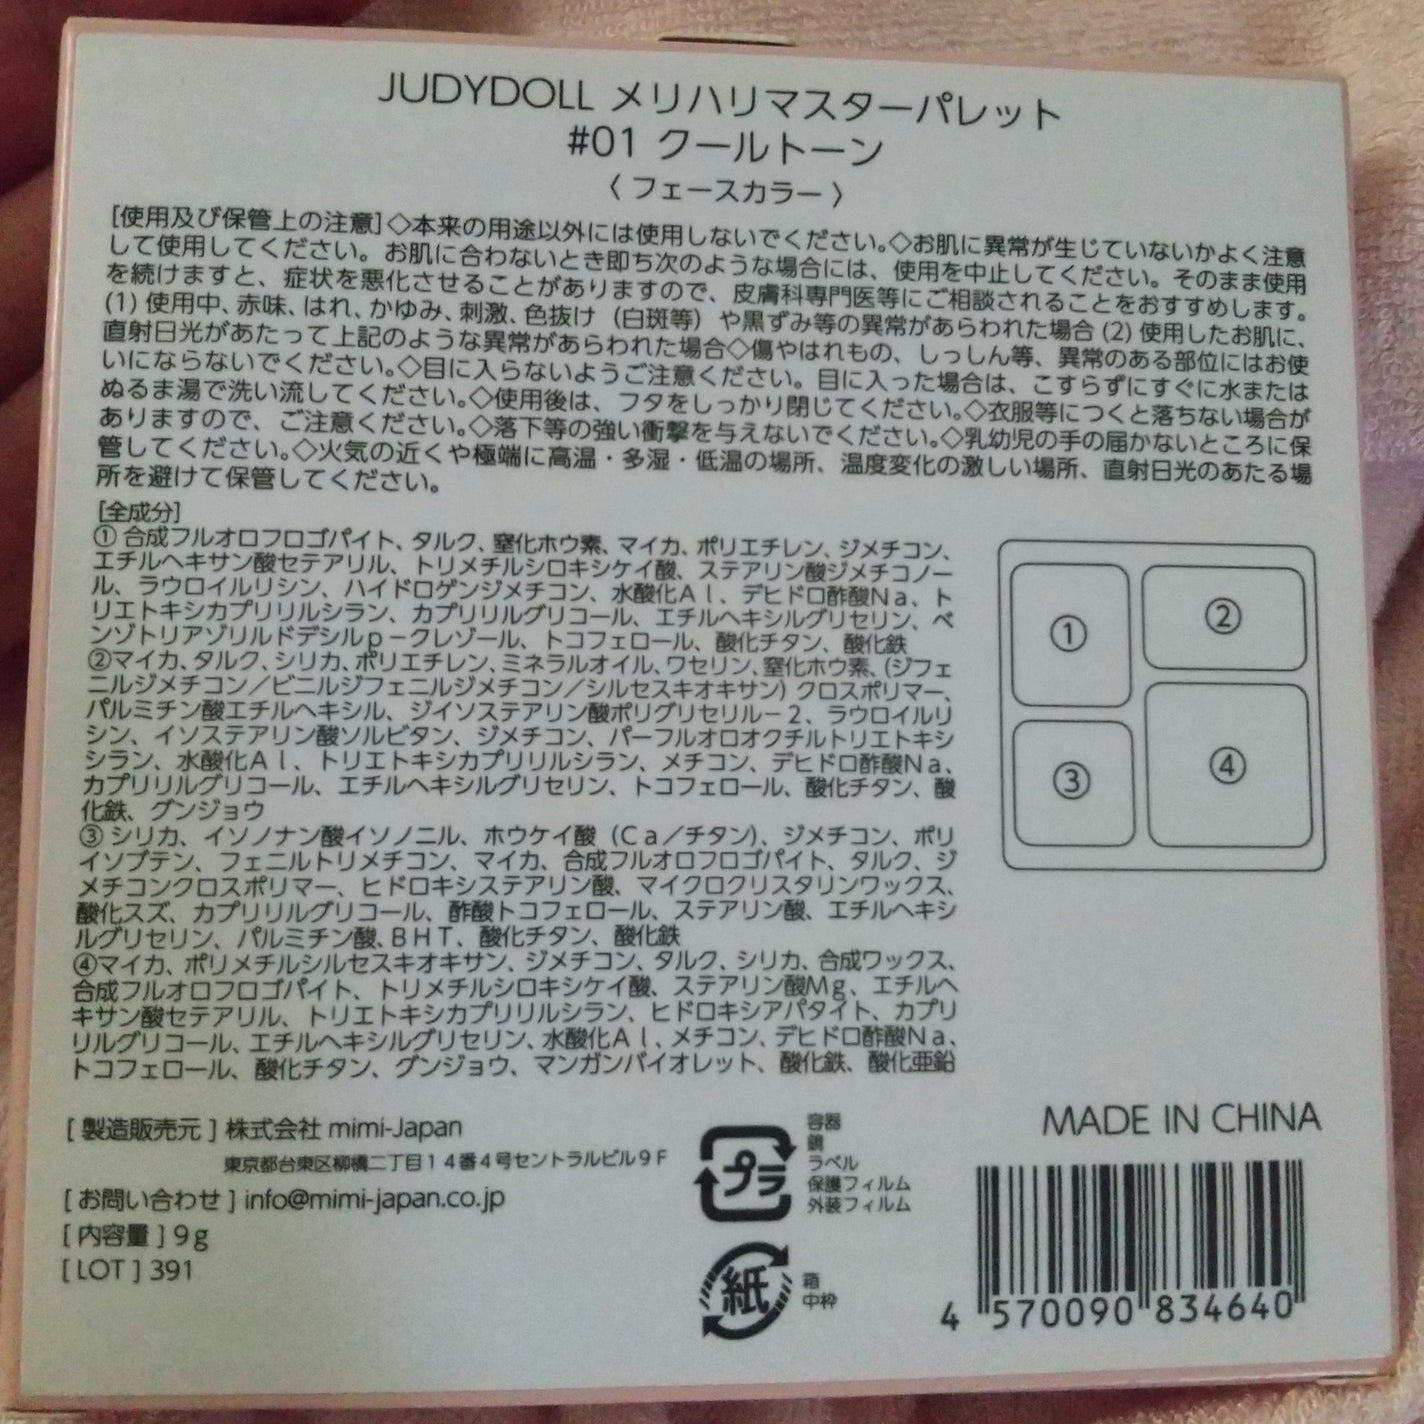 JUDYDOLL メリハリマスターパレット
#01 クールトーン
〈 フェースカラー 〉
[使用及び保管上の注意]◇本来の用途以外には使用しないでください。◇お肌に異常が生じていないかよく注意
して使用してください。お肌に合わないとき即ち次のような場合には、使用を中止してください。そのまま使用
を続けますと、症状を悪化させることがありますので、皮膚科専門医等にご相談されることをおすすめします。
(1) 使用中、赤味、はれ、かゆみ、刺激、色抜け（白斑等）や黒ずみ等の異常があらわれた場合 (2) 使用したお肌に、
直射日光があたって上記のような異常があらわれた場合◇傷やはれもの、しっしん等、異常のある部位にはお使
いにならないでください。◇目に入らないようご注意ください。目に入った場合は、こすらずにすぐに水または
ぬるま湯で洗い流してください。◇使用後は、フタをしっかり閉じてください。◇衣服等につくと落ちない場合が
ありますので、ご注意ください。◇落下等の強い衝撃を与えないでください。◇乳幼児の手の届かないところに保
管してください。◇火気の近くや極端に高温・多湿・低温の場所、温度変化の激しい場所、直射日光のあたる場
所を避けて保管してください。
[全成分]
① 合成フルオロフロゴパイト、タルク、窒化ホウ素、マイカ、ポリエチレン、ジメチコン、
エチルヘキサン酸セテアリル、トリメチルシロキシケイ酸、ステアリン酸ジメチコノー
ル、ラウロイルリシン、ハイドロゲンジメチコン、水酸化Ａｌ、デヒドロ酢酸Ｎａ、ト
リエトキシカプリリルシラン、カプリリルグリコール、エチルヘキシルグリセリン、ベ
ンゾトリアゾリルドデシルｐ－クレゾール、トコフェロール、酸化チタン、酸化鉄
②マイカ、タルク、シリカ、ポリエチレン、ミネラルオイル、ワセリン、窒化ホウ素、（ジフェ
ニルジメチコン／ビニルジフェニルジメチコン／シルセスキオキサン）クロスポリマー、
パルミチン酸エチルヘキシル、ジイソステアリン酸ポリグリセリル－２、ラウロイルリ
シン、イソステアリン酸ソルビタン、ジメチコン、パーフルオロオクチルトリエトキシ
シラン、水酸化Ａｌ、トリエトキシカプリリルシラン、メチコン、デヒドロ酢酸Ｎａ、
カプリリルグリコール、エチルヘキシルグリセリン、トコフェロール、酸化チタン、酸
化鉄、グンジョウ
③ シリカ、イソノナン酸イソノニル、ホウケイ酸（Ｃａ／チタン）、ジメチコン、ポリ
イソブテン、フェニルトリメチコン、マイカ、合成フルオロフロゴパイト、タルク、ジ
メチコンクロスポリマー、ヒドロキシステアリン酸、マイクロクリスタリンワックス、
酸化スズ、カプリリルグリコール、酢酸トコフェロール、ステアリン酸、エチルヘキシ
ルグリセリン、パルミチン酸、ＢＨＴ、酸化チタン、酸化鉄
④マイカ、ポリメチルシルセスキオキサン、ジメチコン、タルク、シリカ、合成ワックス、
合成フルオロフロゴパイト、トリメチルシロキシケイ酸、ステアリン酸Ｍｇ、エチルヘ
キサン酸セテアリル、トリエトキシカプリリルシラン、ヒドロキシアパタイト、カプリ
リルグリコール、エチルヘキシルグリセリン、水酸化Ａｌ、メチコン、デヒドロ酢酸Ｎａ、
トコフェロール、酸化チタン、グンジョウ、マンガンバイオレット、酸化鉄、酸化亜鉛
①
②
③
④
[ 製造販売元 ] 株式会社 mimi-Japan
東京都台東区柳橋二丁目１４番４号セントラルビル９Ｆ
[ お問い合わせ ] info@mimi-japan.co.jp
[ 内容量 ] 9g
[ LOT ] 391
プラ
容器
鏡
ラベル
保護フィルム
外装フィルム
紙
箱
中枠
MADE IN CHINA
4 570090 834640